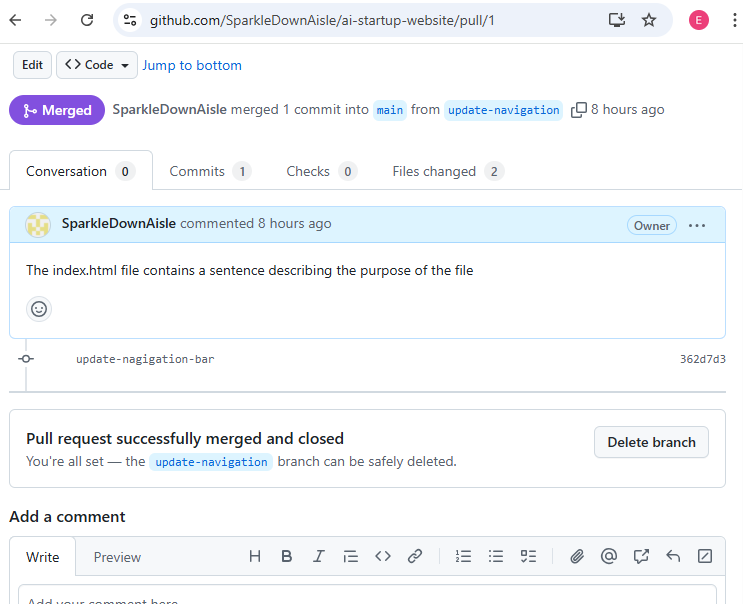 github.com/SparkleDownAisle/ai-startup-website/pull/1
E
Edit
Code
Jump to bottom
Merged
SparkleDownAisle merged 1 commit into main from update-navigation 8 hours ago
Conversation 0 Commits 1 Checks 0 Files changed 2
SparkleDownAisle commented 8 hours ago
Owner
The index.html file contains a sentence describing the purpose of the file
update-nagigation-bar 362d7d3
Pull request successfully merged and closed
You're all set — the update-navigation branch can be safely deleted.
Delete branch
Add a comment
Write Preview
Add your comment here